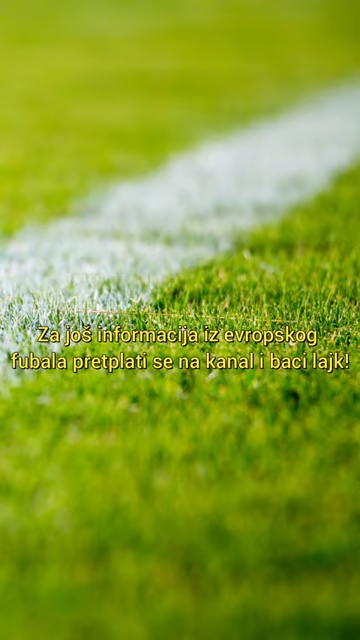 Za još informacija iz evropskog
fubala pretplati se na kanal i baci lajk!